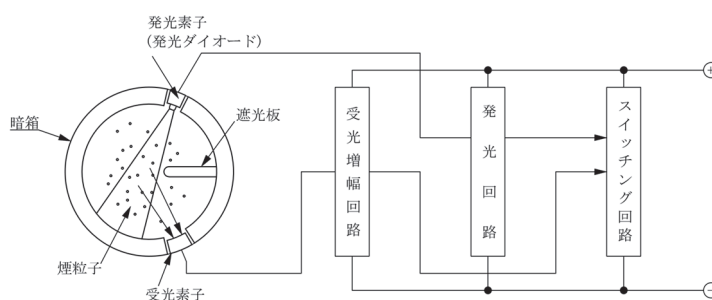 発光素子
(発光ダイオード)
暗箱
遮光板
煙粒子
受光素子
受光増幅回路
発光回路
スイッチング回路
+
−